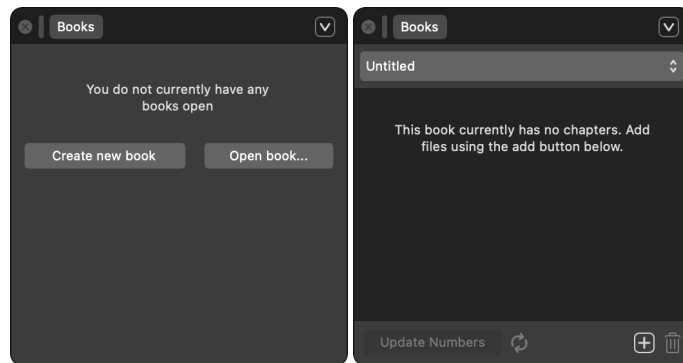 Books
You do not currently have any
books open
Create new book
Open book...
Books
Untitled
This book currently has no chapters. Add
files using the add button below.
Update Numbers